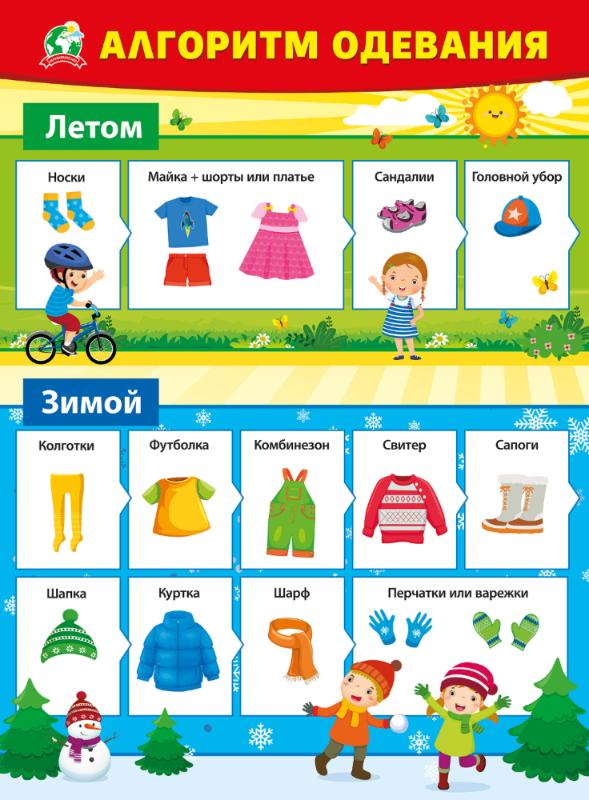 АЛГОРИТМ ОДЕВАНИЯ
Летом
Носки
Майка + шорты или платье
Сандалии
Головной убор
Зимой
Колготки
Футболка
Комбинезон
Свитер
Сапоги
Шапка
Куртка
Шарф
Перчатки или варежки